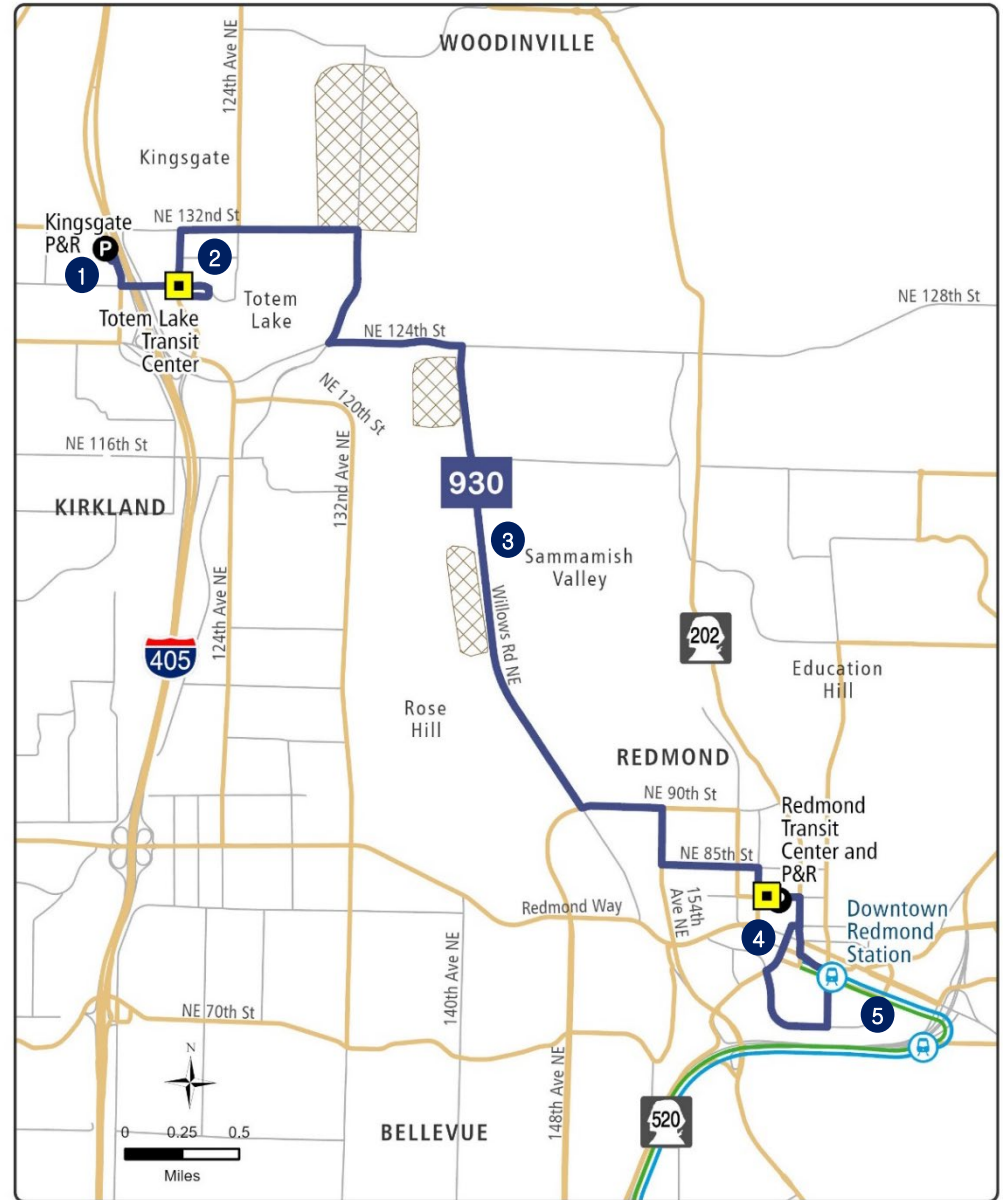 WOODINVILLE
124th Ave NE
Kingsgate
NE 132nd St
Kingsgate
P&R
P
1
2
Totem
Lake
Totem Lake
Transit
Center
NE 128th St
NE 124th St
NE 120th St
NE 116th St
132nd Ave NE
930
KIRKLAND
3
Sammamish
Valley
124th Ave NE
Willows Rd NE
202
405
Education
Hill
Rose
Hill
REDMOND
NE 90th St
Redmond
Transit
Center and
P&R
NE 85th St
154th
Ave NE
Redmond Way
4
Downtown
Redmond
Station
140th Ave NE
5
NE 70th St
N
148th Ave NE
0 0.25 0.5
Miles
BELLEVUE
520